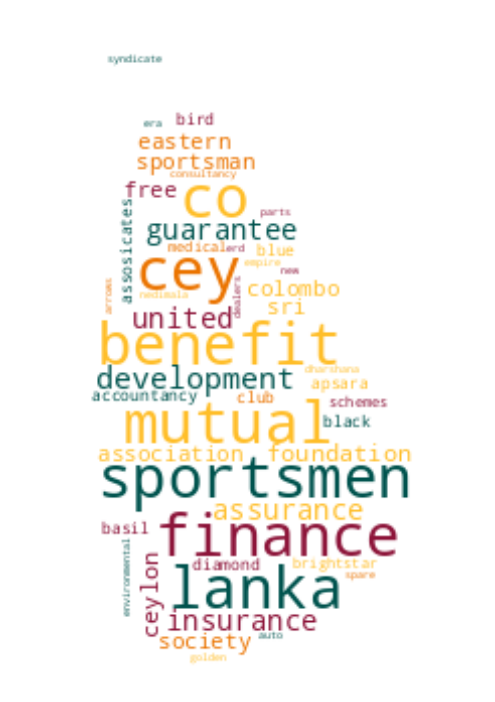 syndicate
era
bird
eastern
sportsman
consultancy
free
co
parts
assosicates
guarantee
medical
erd
blue
cey
empire
new
arrows
nedimala
dealers
colombo
sri
united
benefit
dharshana
development
apsara
accountancy
club
schemes
mutual
black
association
foundation
sportsmen
assurance
basil
finance
environmental
ceylon
diamond
brightstar
spare
lanka
insurance
auto
society
golden